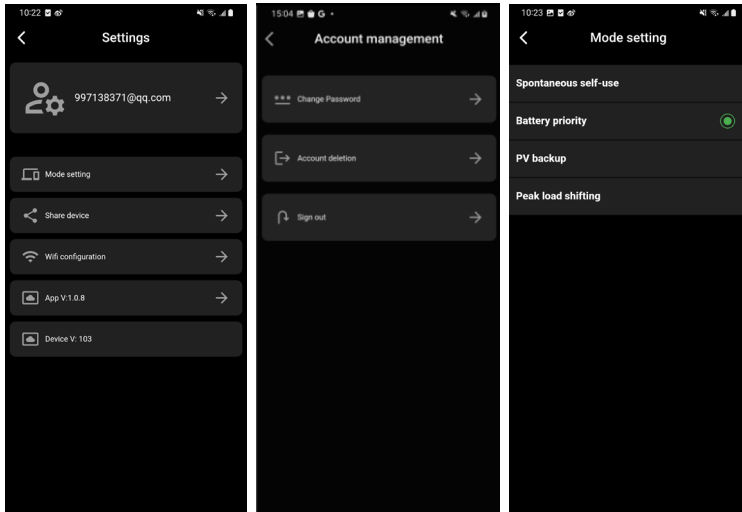 10:22
Settings
997138371@qq.com
Mode setting
Share device
Wifi configuration
App V:1.0.8
Device V: 103
15:04 G
Account management
Change Password
Account deletion
Sign out
10:23
Mode setting
Spontaneous self-use
Battery priority
PV backup
Peak load shifting